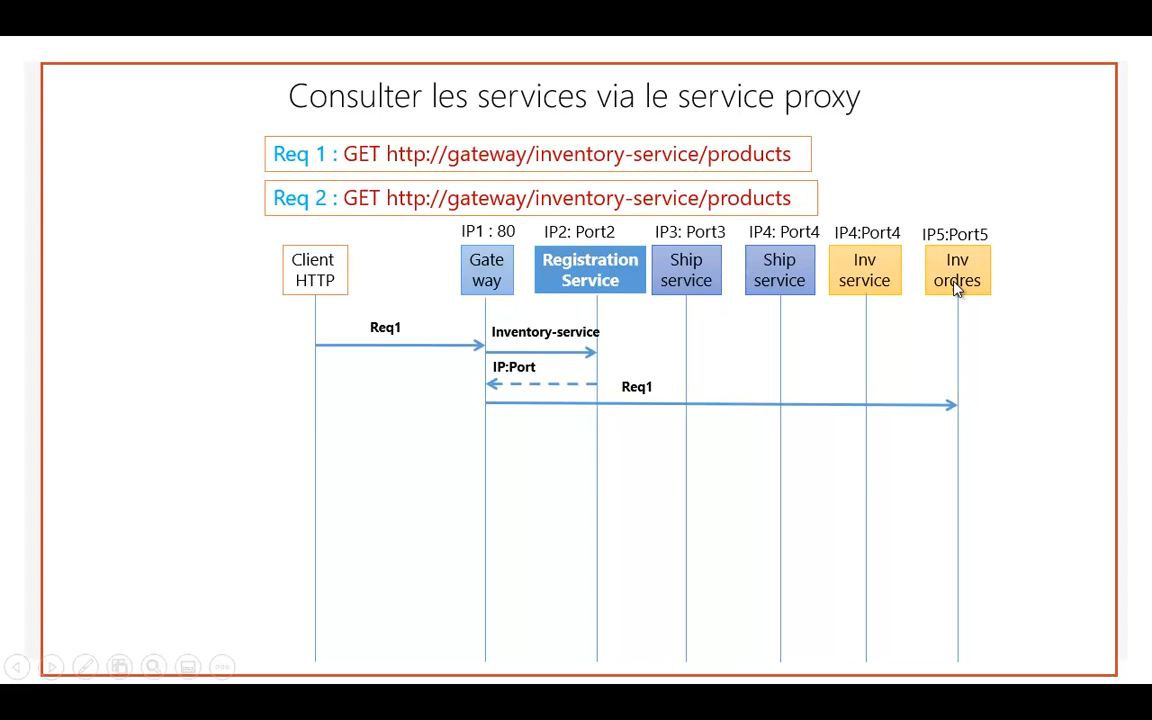 Consulter les services via le service proxy
Req 1 : GET http://gateway/inventory-service/products
Req 2 : GET http://gateway/inventory-service/products
IP1 : 80
IP2: Port2
IP3: Port3
IP4: Port4
IP4:Port4
IP5:Port5
Client
HTTP
Gate
way
Registration
Service
Ship
service
Ship
service
Inv
service
Inv
ordres
Req1
Inventory-service
IP:Port
Req1